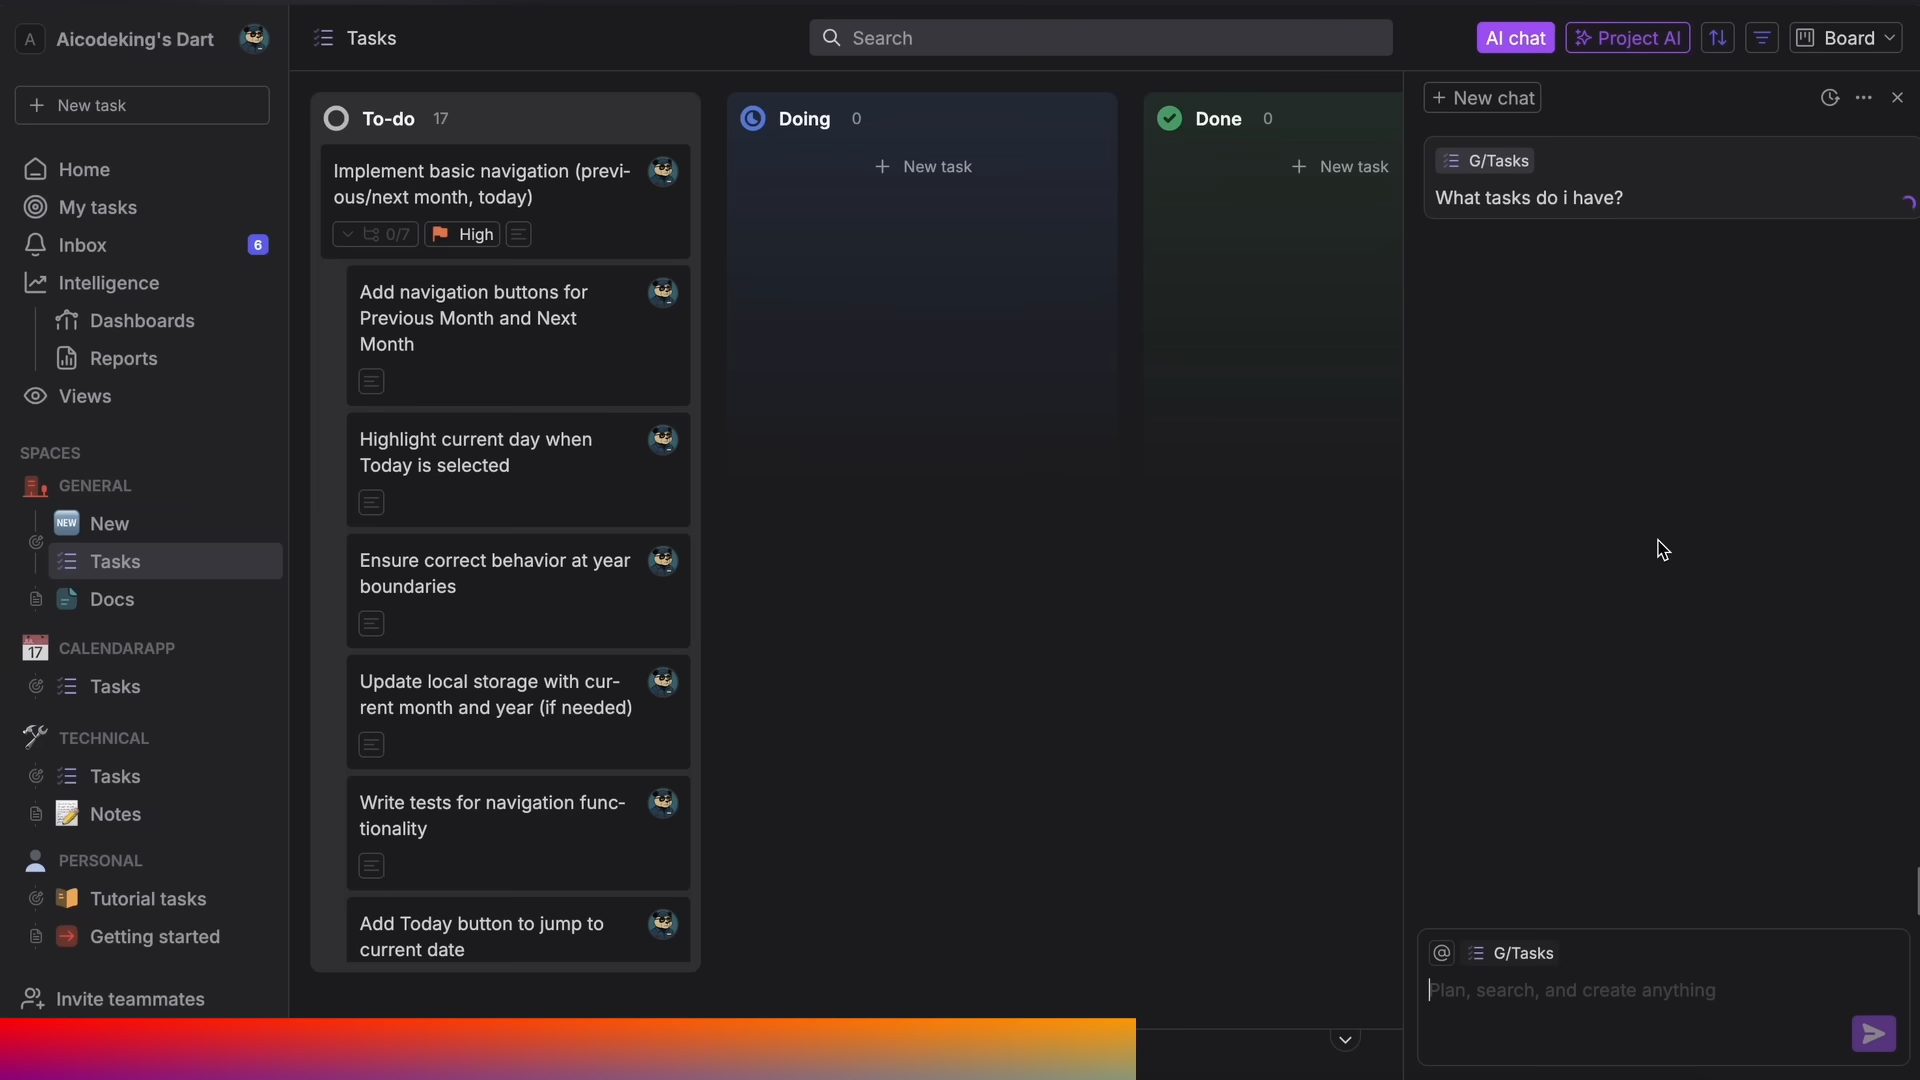 A
Aicodeking's Dart
New task
Home
My tasks
Inbox
6
Intelligence
Dashboards
Reports
Views
SPACES
GENERAL
NEW
New
Tasks
Docs
17
CALENDARAPP
Tasks
TECHNICAL
Tasks
Notes
PERSONAL
Tutorial tasks
Getting started
Invite teammates
Tasks
Search
AI chat
Project AI
Board
To-do 17
Implement basic navigation (previ-
ous/next month, today)
0/7
High
Add navigation buttons for
Previous Month and Next
Month
Highlight current day when
Today is selected
Ensure correct behavior at year
boundaries
Update local storage with cur-
rent month and year (if needed)
Write tests for navigation func-
tionality
Add Today button to jump to
current date
Doing 0
New task
Done 0
New task
New chat
G/Tasks
What tasks do i have?
@
G/Tasks
Plan, search, and create anything